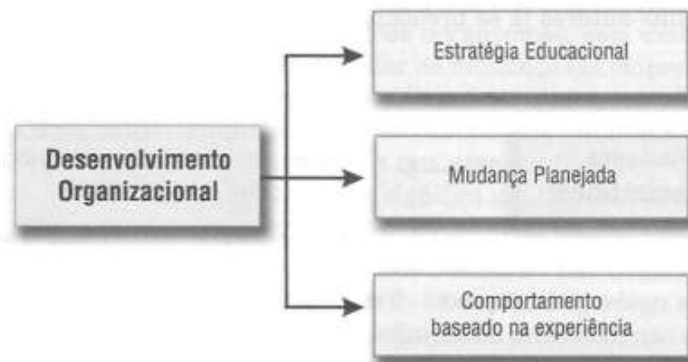 Estratégia Educacional
Desenvolvimento
Organizacional
Mudança Planejada
Comportamento
baseado na experiência